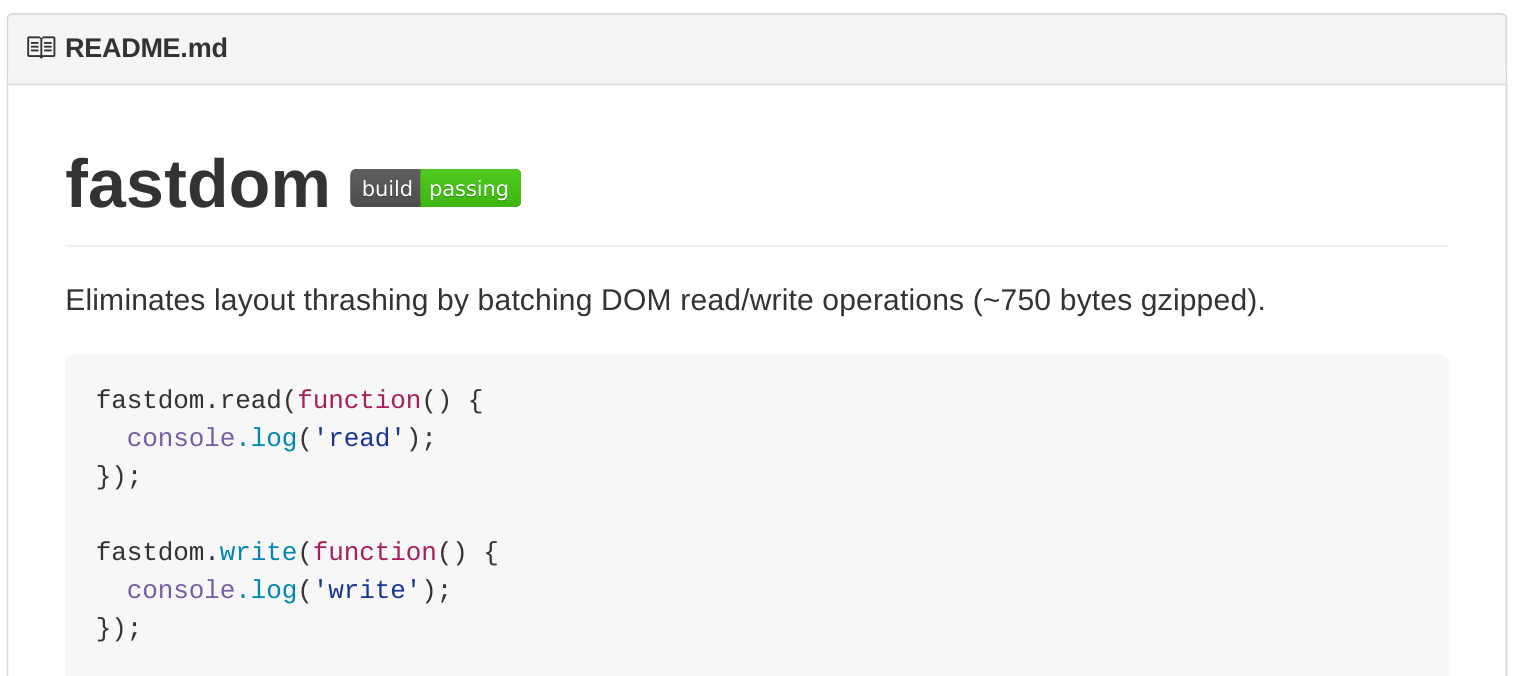 README.md
fastdom build passing
Eliminates layout thrashing by batching DOM read/write operations (~750 bytes gzipped).
fastdom.read(function() {
  console.log('read');
});
fastdom.write(function() {
  console.log('write');
});